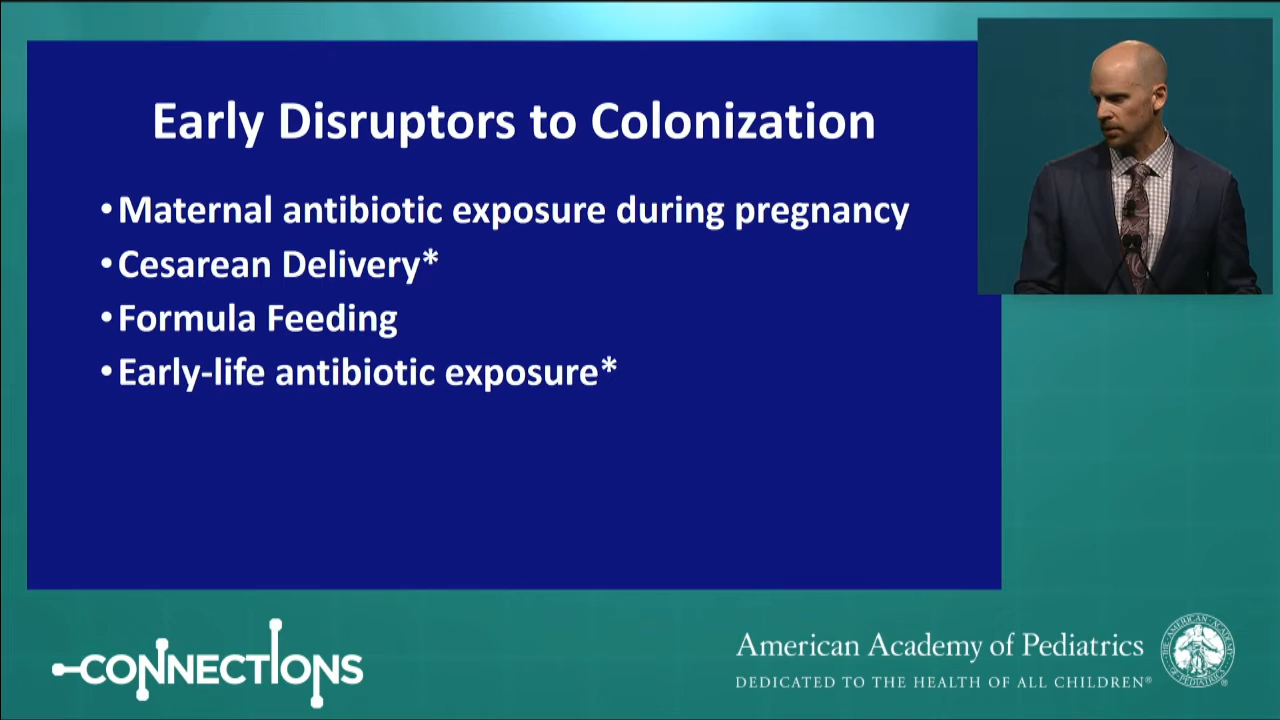 Early Disruptors to Colonization
•Maternal antibiotic exposure during pregnancy
•Cesarean Delivery*
•Formula Feeding
•Early-life antibiotic exposure*
CONNECTIONS
American Academy of Pediatrics
DEDICATED TO THE HEALTH OF ALL CHILDREN®